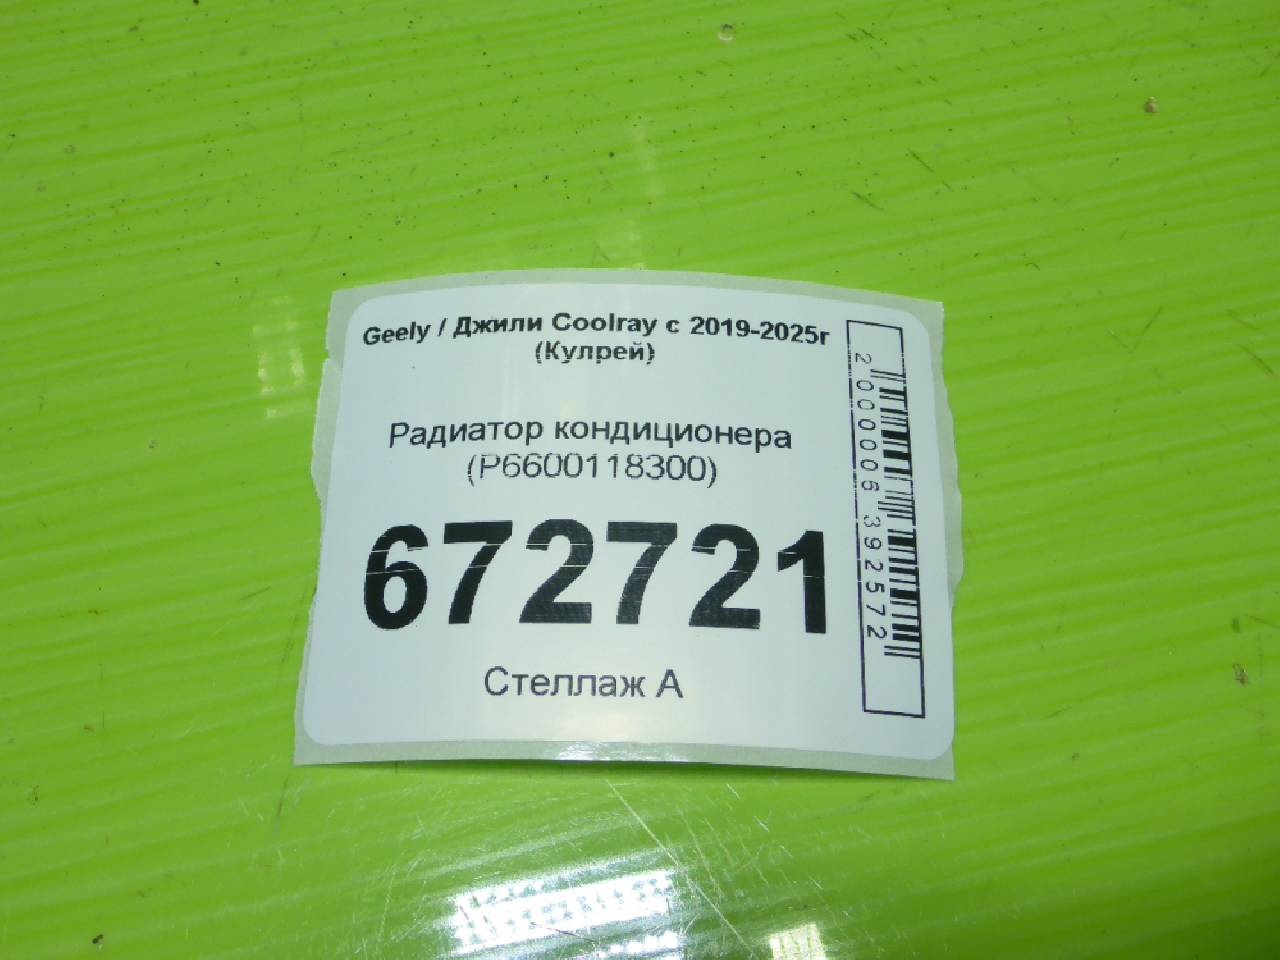 Geely / Джили Coolray с 2019-2025г
(Кулрей)
Радиатор кондиционера
(P6600118300)
672721
Стеллаж А
2000006392572